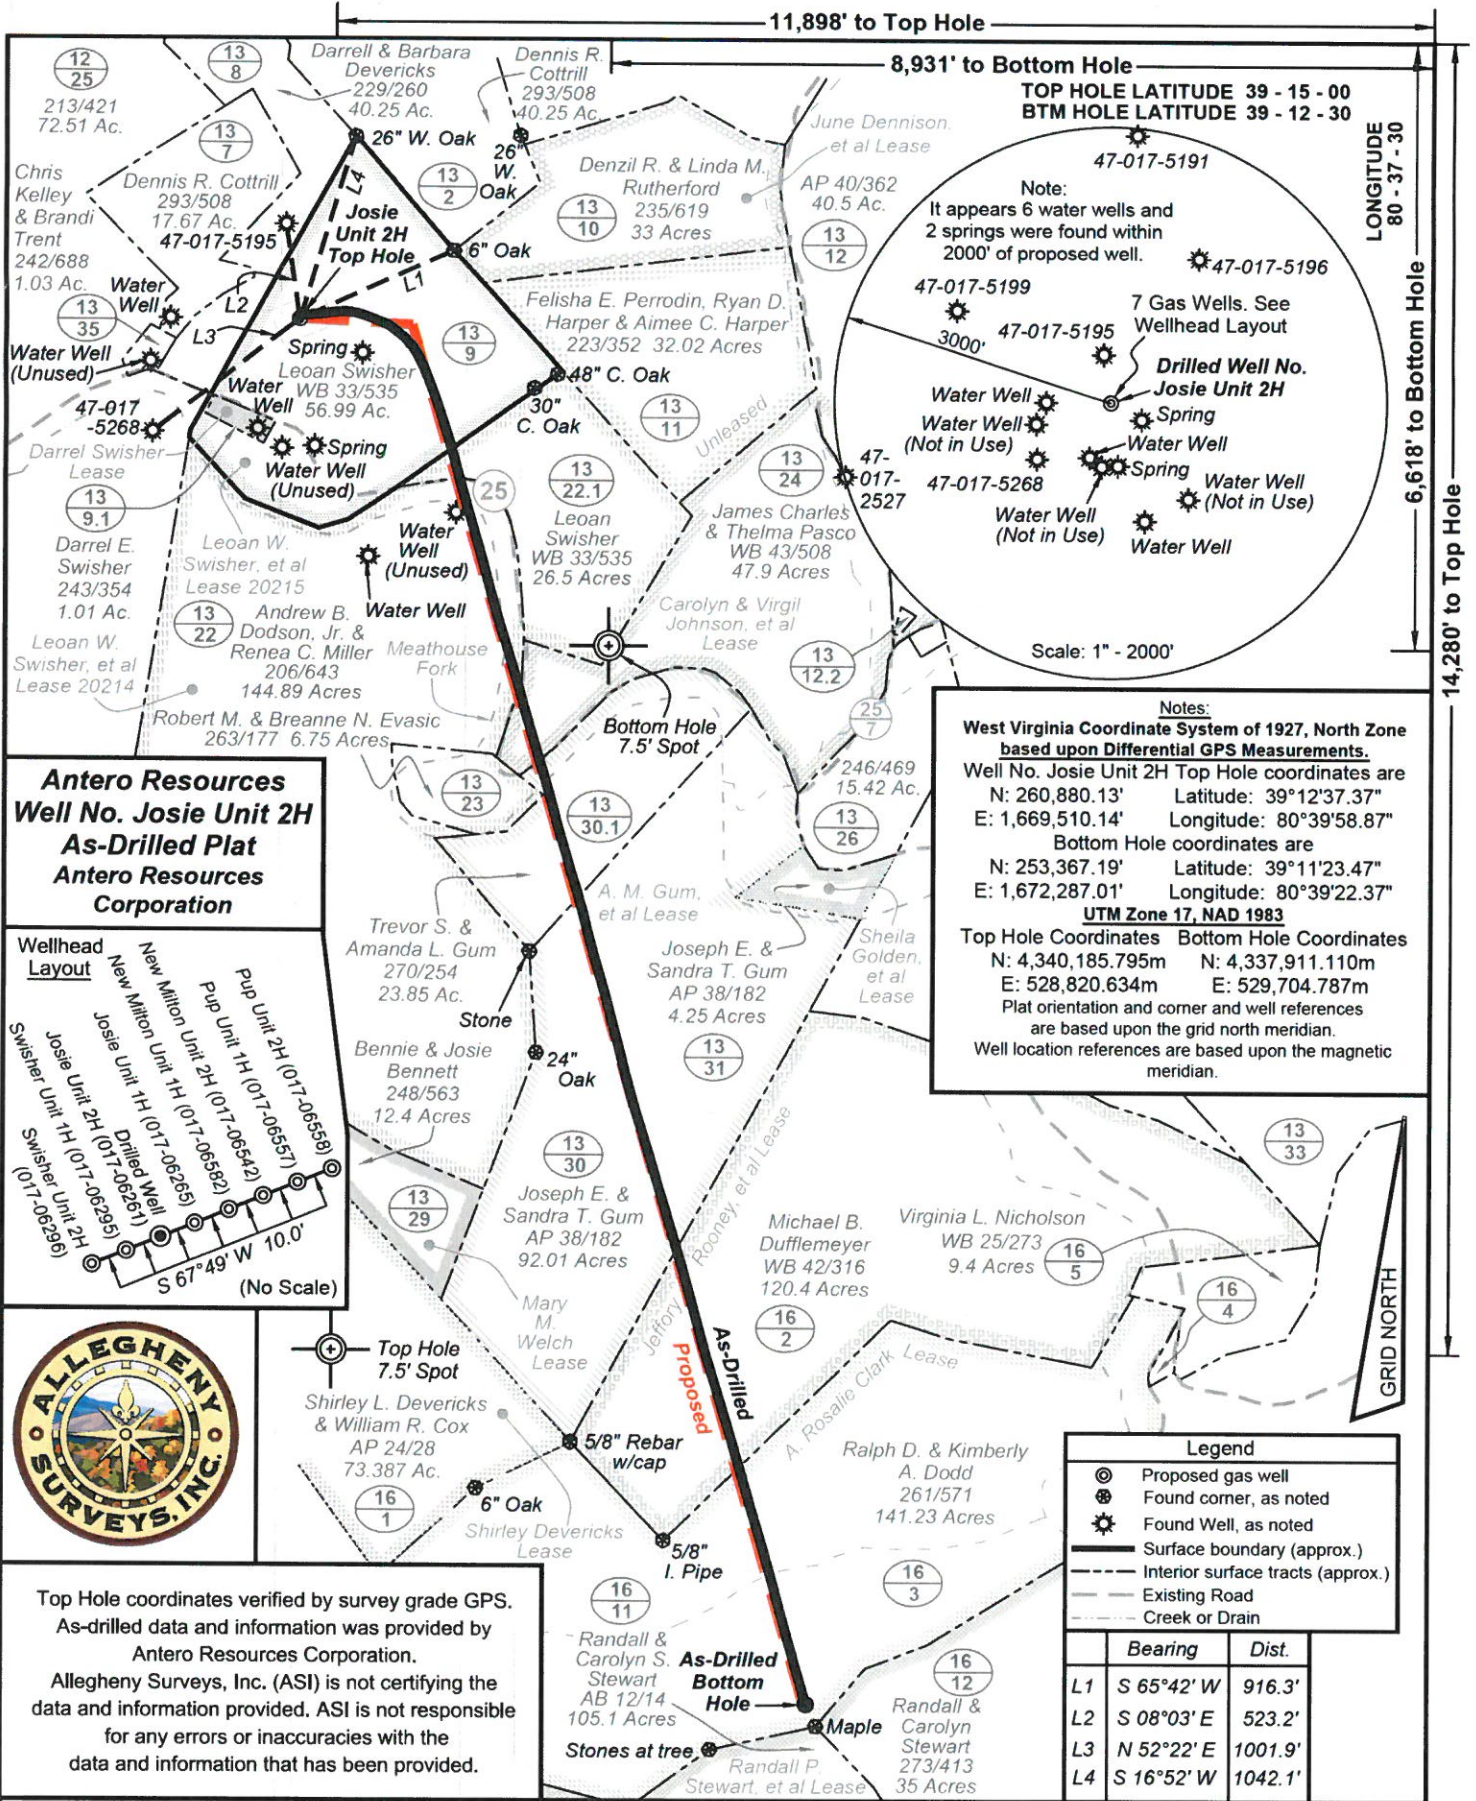 11,898' to Top Hole
8,931' to Bottom Hole
TOP HOLE LATITUDE 39 - 15 - 00
BTM HOLE LATITUDE 39 - 12 - 30
LONGITUDE
80 - 37 - 30
6,618' to Bottom Hole
14,280' to Top Hole
12
25
213/421
72.51 Ac.
13
8
Darrell & Barbara
Devericks
229/260
40.25 Ac.
Dennis R.
Cottrill
293/508
40.25 Ac.
13
7
Dennis R. Cottrill
293/508
17.67 Ac.
47-017-5195
Chris
Kelley
& Brandi
Trent
242/688
1.03 Ac.
13
35
Water
Well
Water Well
(Unused)
26" W. Oak
26"
W.
Oak
13
2
L4
Josie
Unit 2H
Top Hole
6" Oak
L1
L2
L3
Denzil R. & Linda M.
Rutherford
235/619
33 Acres
13
10
June Dennison
et al Lease
AP 40/362
40.5 Ac.
13
12
Felisha E. Perrodin, Ryan D.
Harper & Aimee C. Harper
223/352 32.02 Acres
13
9
Spring
Leoan Swisher
WB 33/535
56.99 Ac.
Water
Well
48" C. Oak
30"
C. Oak
13
11
Unleased
47-017
-5268
Darrel Swisher
Lease
13
9.1
Darrel E.
Swisher
243/354
1.01 Ac.
Spring
Water Well
(Unused)
25
13
22.1
Leoan
Swisher
WB 33/535
26.5 Acres
13
24
47-
017-
2527
James Charles
& Thelma Pasco
WB 43/508
47.9 Acres
Leoan W.
Swisher, et al
Lease 20215
Water
Well
(Unused)
Water Well
13
22
Andrew B.
Dodson, Jr. &
Renea C. Miller
206/643
144.89 Acres
Leoan W.
Swisher, et al
Lease 20214
Meathouse
Fork
Carolyn & Virgil
Johnson, et al
Lease
13
12.2
Robert M. & Breanne N. Evasic
263/177 6.75 Acres
Bottom Hole
7.5' Spot
25
7
47-017-5191
Note:
It appears 6 water wells and
2 springs were found within
2000' of proposed well.
47-017-5196
47-017-5199
7 Gas Wells. See
Wellhead Layout
47-017-5195
3000'
Drilled Well No.
Josie Unit 2H
Water Well
Spring
Water Well
(Not in Use)
Water Well
47-017-5268
Spring
Water Well
(Not in Use)
Water Well
(Not in Use)
Water Well
Scale: 1" - 2000'
Antero Resources
Well No. Josie Unit 2H
As-Drilled Plat
Antero Resources
Corporation
13
23
13
30.1
246/469
15.42 Ac.
13
26
Notes:
West Virginia Coordinate System of 1927, North Zone
based upon Differential GPS Measurements.
Well No. Josie Unit 2H Top Hole coordinates are
N: 260,880.13' Latitude: 39°12'37.37"
E: 1,669,510.14' Longitude: 80°39'58.87"
Bottom Hole coordinates are
N: 253,367.19' Latitude: 39°11'23.47"
E: 1,672,287.01' Longitude: 80°39'22.37"
UTM Zone 17, NAD 1983
Top Hole Coordinates Bottom Hole Coordinates
N: 4,340,185.795m N: 4,337,911.110m
E: 528,820.634m E: 529,704.787m
Plat orientation and corner and well references
are based upon the grid north meridian.
Well location references are based upon the magnetic
meridian.
A. M. Gum,
et al Lease
Trevor S. &
Amanda L. Gum
270/254
23.85 Ac.
Joseph E. &
Sandra T. Gum
AP 38/182
4.25 Acres
Sheila
Golden,
et al
Lease
13
31
Stone
24"
Oak
Bennie & Josie
Bennett
248/563
12.4 Acres
Wellhead
Layout
Pup Unit 2H (017-06558)
Pup Unit 1H (017-06557)
New Milton Unit 2H (017-06542)
New Milton Unit 1H (017-06582)
Josie Unit 1H (017-06265)
Drilled Well
Josie Unit 2H (017-06261)
Swisher Unit 1H (017-06295)
Swisher Unit 2H
(017-06296)
S 67°49' W 10.0'
(No Scale)
13
29
13
30
Joseph E. &
Sandra T. Gum
AP 38/182
92.01 Acres
Mary
M.
Welch
Lease
Jeffory Rooney, et al Lease
Michael B.
Dufflemeyer
WB 42/316
120.4 Acres
16
2
Virginia L. Nicholson
WB 25/273
9.4 Acres
16
5
13
33
16
4
GRID NORTH
ALLEGHENY
SURVEYS, INC.
Top Hole
7.5' Spot
Shirley L. Devericks
& William R. Cox
AP 24/28
73.387 Ac.
16
1
Proposed
As-Drilled
A. Rosalie Clark Lease
5/8" Rebar
w/cap
6" Oak
Shirley Devericks
Lease
5/8"
I. Pipe
Ralph D. & Kimberly
A. Dodd
261/571
141.23 Acres
16
3
16
11
Randall &
Carolyn S.
Stewart
AB 12/14
105.1 Acres
As-Drilled
Bottom
Hole
16
12
Randall &
Carolyn
Stewart
273/413
35 Acres
Maple
Stones at tree
Randall P.
Stewart, et al Lease
Legend
Proposed gas well
Found corner, as noted
Found Well, as noted
Surface boundary (approx.)
Interior surface tracts (approx.)
Existing Road
Creek or Drain
Bearing Dist.
L1 S 65°42' W 916.3'
L2 S 08°03' E 523.2'
L3 N 52°22' E 1001.9'
L4 S 16°52' W 1042.1'
Top Hole coordinates verified by survey grade GPS.
As-drilled data and information was provided by
Antero Resources Corporation.
Allegheny Surveys, Inc. (ASI) is not certifying the
data and information provided. ASI is not responsible
for any errors or inaccuracies with the
data and information that has been provided.